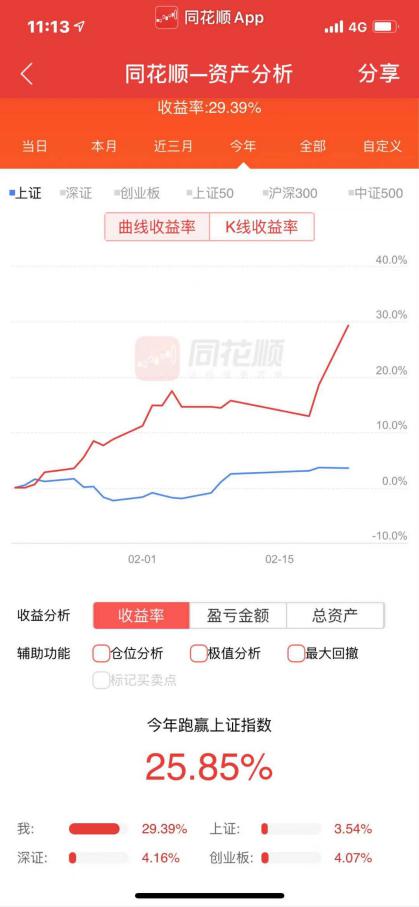 11:13
同花顺App
4G
同花顺—资产分析
分享
收益率:29.39%
当日 本月 近三月 今年 全部 自定义
上证 深证 创业板 上证50 沪深300 中证500
曲线收益率 K线收益率
40.0%
30.0%
同花顺
20.0%
10.0%
0.0%
-10.0%
02-01 02-15
收益分析 收益率 盈亏金额 总资产
辅助功能 仓位分析 极值分析 最大回撤
标记买卖点
今年跑赢上证指数
25.85%
我: 29.39% 上证: 3.54%
深证: 4.16% 创业板: 4.07%